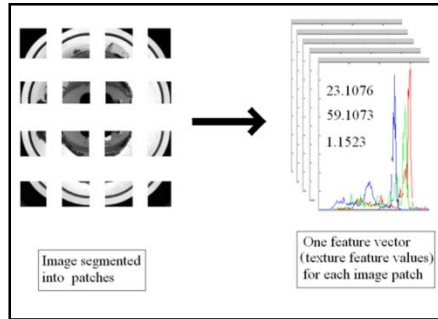 23.1076
59.1073
1.1523
Image segmented
into patches
One feature vector
(texture feature values)
for each image patch